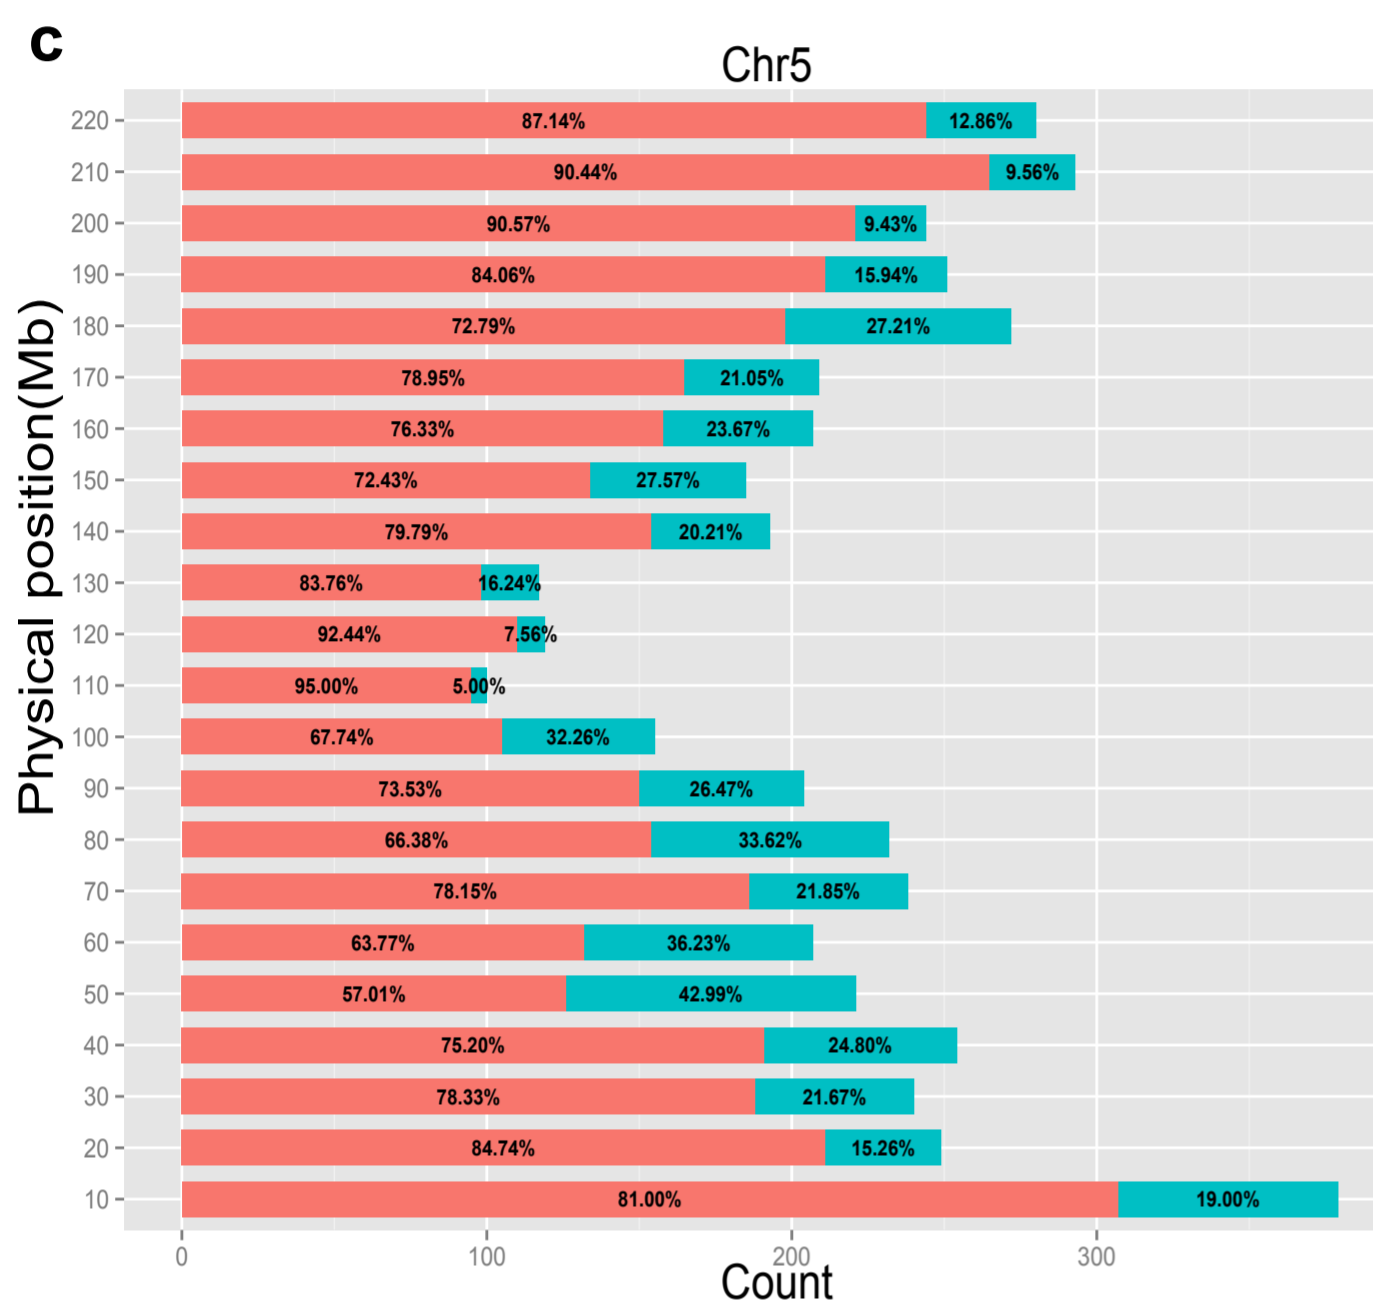 c
Chr5
Physical position(Mb)
220 87.14% 12.86%
210 90.44% 9.56%
200 90.57% 9.43%
190 84.06% 15.94%
180 72.79% 27.21%
170 78.95% 21.05%
160 76.33% 23.67%
150 72.43% 27.57%
140 79.79% 20.21%
130 83.76% 16.24%
120 92.44% 7.56%
110 95.00% 5.00%
100 67.74% 32.26%
90 73.53% 26.47%
80 66.38% 33.62%
70 78.15% 21.85%
60 63.77% 36.23%
50 57.01% 42.99%
40 75.20% 24.80%
30 78.33% 21.67%
20 84.74% 15.26%
10 81.00% 19.00%
0 100 200 300
Count